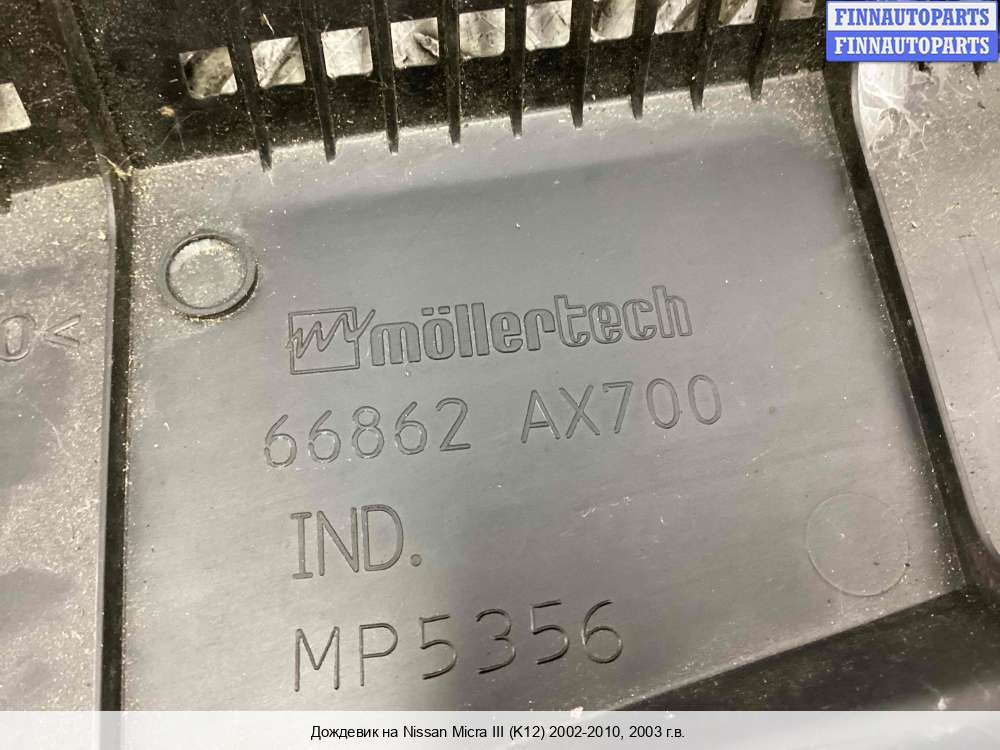 FINNAUTOPARTS
FINNAUTOPARTS
möllertech
O<
66862 AX700
IND.
MP5356
Дождевик на Nissan Micra III (K12) 2002-2010, 2003 г.в.